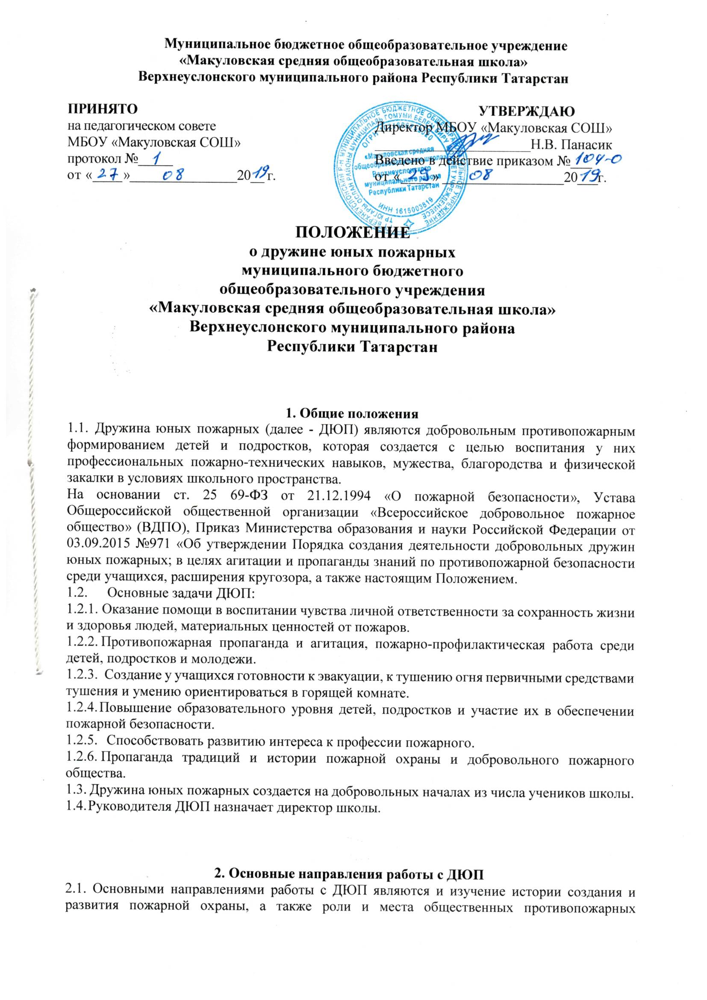 Муниципальное бюджетное общеобразовательное учреждение
«Макуловская средняя общеобразовательная школа»
Верхнеуслонского муниципального района Республики Татарстан
ПРИНЯТО
на педагогическом совете
МБОУ «Макуловская СОШ»
протокол № 1
от «27» 08 2019г.
УТВЕРЖДАЮ
Директор МБОУ «Макуловская СОШ»
Н.В. Панасик
Введено в действие приказом № 104-О
от «29» 08 2019г.
«Макуловская средняя
общеобразовательная школа»
Верхнеуслонского
муниципального района
Республики Татарстан
ИНН 1615003819
ПОЛОЖЕНИЕ
о дружине юных пожарных
муниципального бюджетного
общеобразовательного учреждения
«Макуловская средняя общеобразовательная школа»
Верхнеуслонского муниципального района
Республики Татарстан
1. Общие положения
1.1. Дружина юных пожарных (далее - ДЮП) являются добровольным противопожарным
формированием детей и подростков, которая создается с целью воспитания у них
профессиональных пожарно-технических навыков, мужества, благородства и физической
закалки в условиях школьного пространства.
На основании ст. 25 69-ФЗ от 21.12.1994 «О пожарной безопасности», Устава
Общероссийской общественной организации «Всероссийское добровольное пожарное
общество» (ВДПО), Приказ Министерства образования и науки Российской Федерации от
03.09.2015 №971 «Об утверждении Порядка создания деятельности добровольных дружин
юных пожарных; в целях агитации и пропаганды знаний по противопожарной безопасности
среди учащихся, расширения кругозора, а также настоящим Положением.
1.2. Основные задачи ДЮП:
1.2.1. Оказание помощи в воспитании чувства личной ответственности за сохранность жизни
и здоровья людей, материальных ценностей от пожаров.
1.2.2. Противопожарная пропаганда и агитация, пожарно-профилактическая работа среди
детей, подростков и молодежи.
1.2.3. Создание у учащихся готовности к эвакуации, к тушению огня первичными средствами
тушения и умению ориентироваться в горящей комнате.
1.2.4. Повышение образовательного уровня детей, подростков и участие их в обеспечении
пожарной безопасности.
1.2.5. Способствовать развитию интереса к профессии пожарного.
1.2.6. Пропаганда традиций и истории пожарной охраны и добровольного пожарного
общества.
1.3. Дружина юных пожарных создается на добровольных началах из числа учеников школы.
1.4. Руководителя ДЮП назначает директор школы.
2. Основные направления работы с ДЮП
2.1. Основными направлениями работы с ДЮП являются и изучение истории создания и
развития пожарной охраны, а также роли и места общественных противопожарных